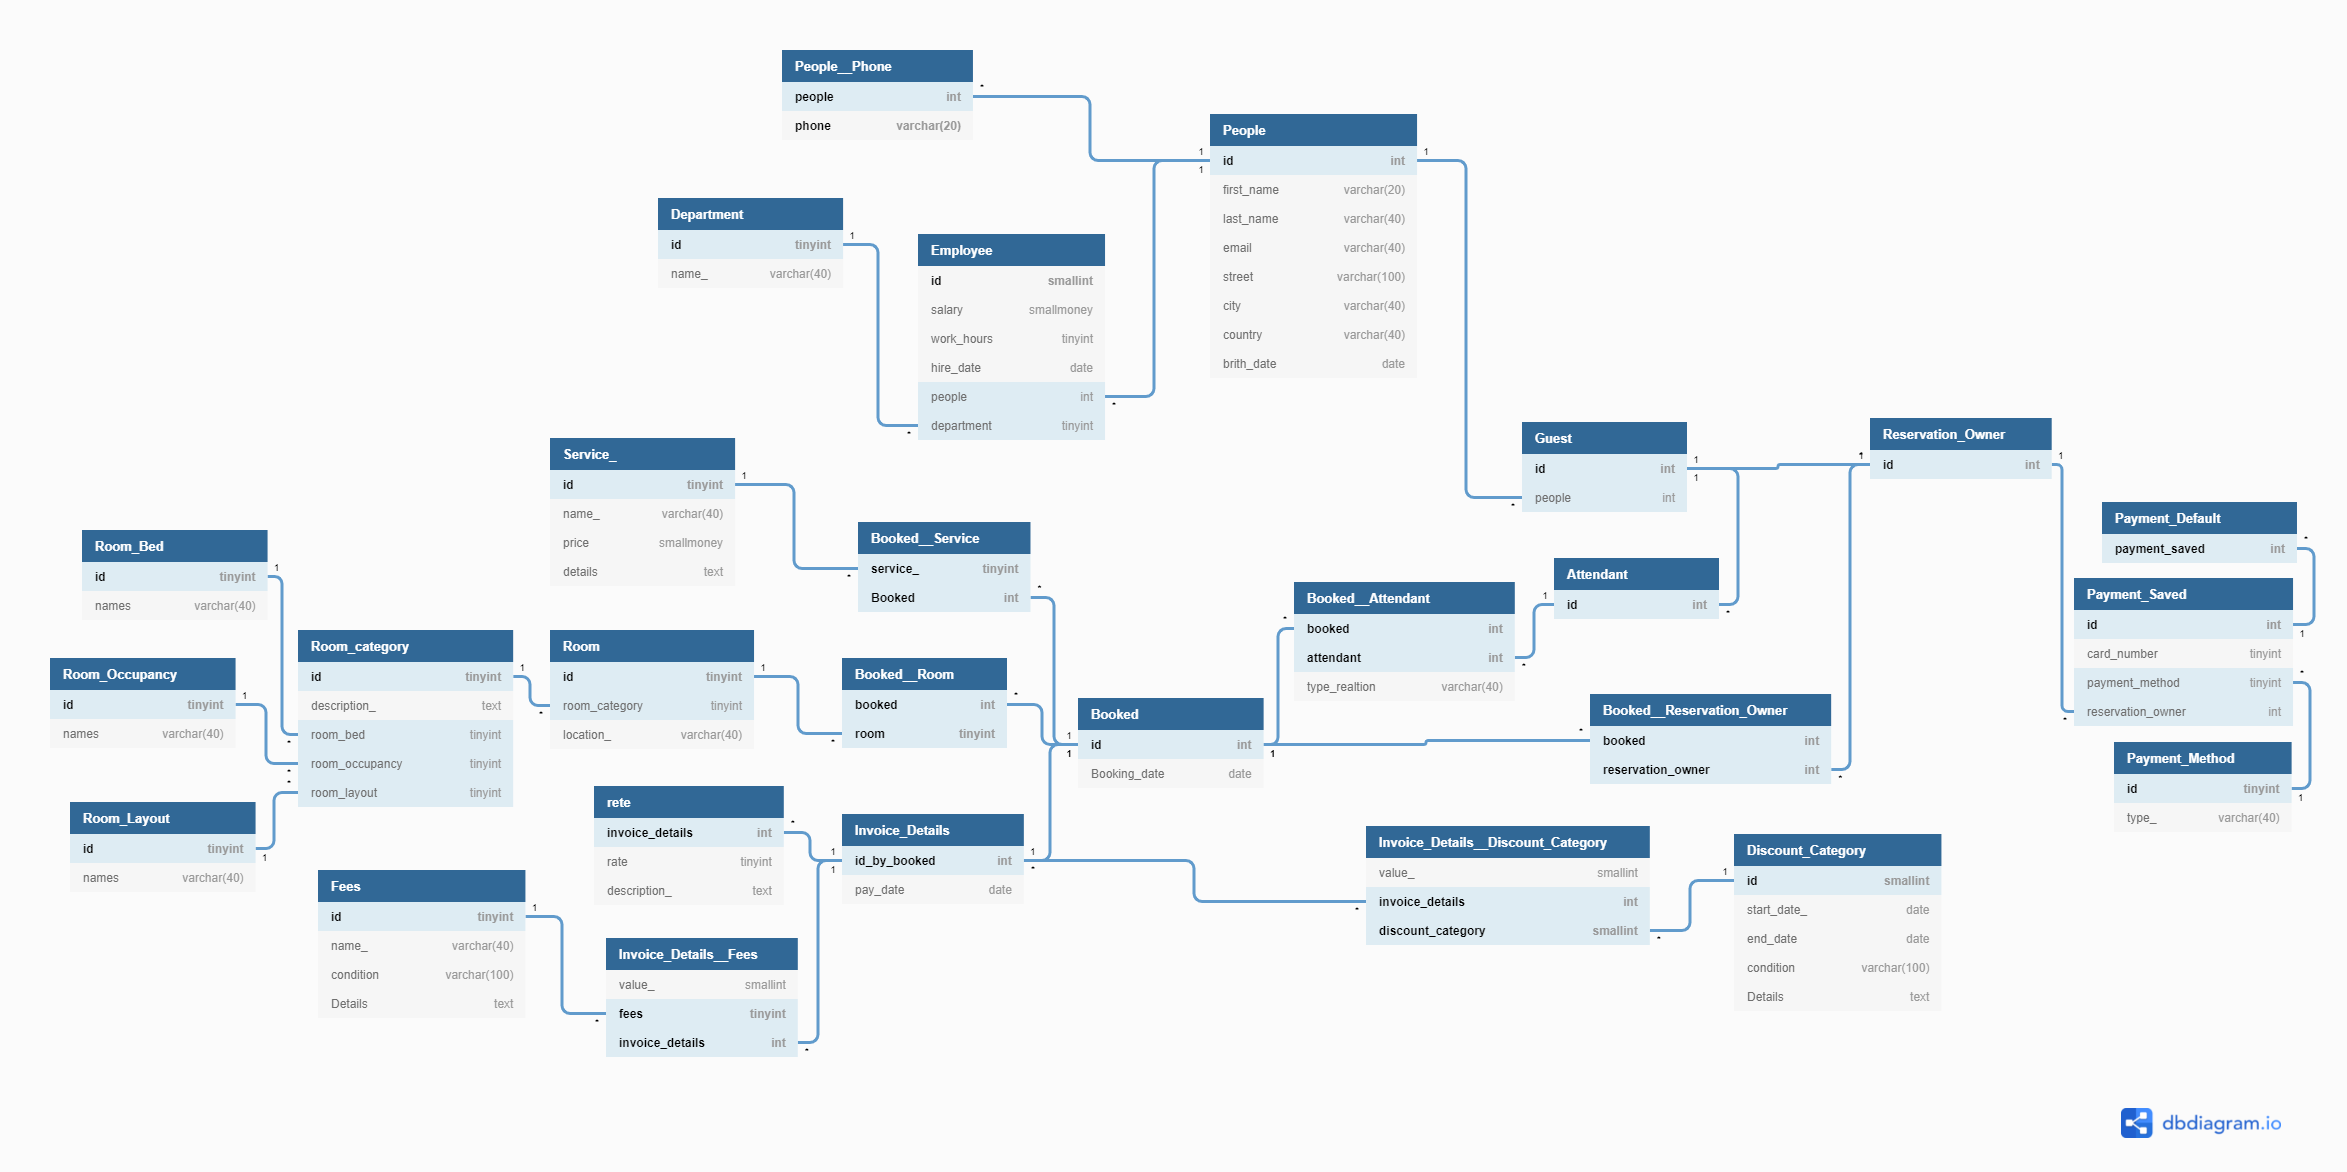 People__Phone
people int
phone varchar(20)
People
id int
first_name varchar(20)
last_name varchar(40)
email varchar(40)
street varchar(100)
city varchar(40)
country varchar(40)
brith_date date
Department
id tinyint
name_ varchar(40)
Employee
id smallint
salary smallmoney
work_hours tinyint
hire_date date
people int
department tinyint
Guest
id int
people int
Reservation_Owner
id int
Service_
id tinyint
name_ varchar(40)
price smallmoney
details text
Payment_Default
payment_saved int
Booked__Service
service_ tinyint
Booked int
Room_Bed
id tinyint
names varchar(40)
Attendant
id int
Payment_Saved
id int
card_number tinyint
payment_method tinyint
reservation_owner int
Booked__Attendant
booked int
attendant int
type_realtion varchar(40)
Room_category
id tinyint
description_ text
room_bed tinyint
room_occupancy tinyint
room_layout tinyint
Room
id tinyint
room_category tinyint
location_ varchar(40)
Room_Occupancy
id tinyint
names varchar(40)
Booked__Room
booked int
room tinyint
Booked
id int
Booking_date date
Booked__Reservation_Owner
booked int
reservation_owner int
Payment_Method
id tinyint
type_ varchar(40)
Room_Layout
id tinyint
names varchar(40)
rete
invoice_details int
rate tinyint
description_ text
Invoice_Details
id_by_booked int
pay_date date
Invoice_Details__Discount_Category
value_ smallint
invoice_details int
discount_category smallint
Discount_Category
id smallint
start_date_ date
end_date date
condition varchar(100)
Details text
Fees
id tinyint
name_ varchar(40)
condition varchar(100)
Details text
Invoice_Details__Fees
value_ smallint
fees tinyint
invoice_details int
dbdiagram.io